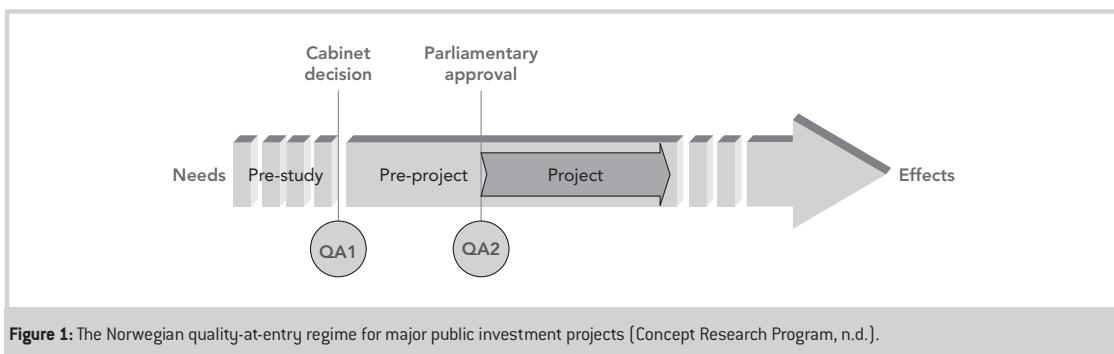 Cabinet
decision
Parliamentary
approval
Needs
Pre-study
Pre-project
Project
Effects
QA1
QA2
Figure 1: The Norwegian quality-at-entry regime for major public investment projects (Concept Research Program, n.d.).